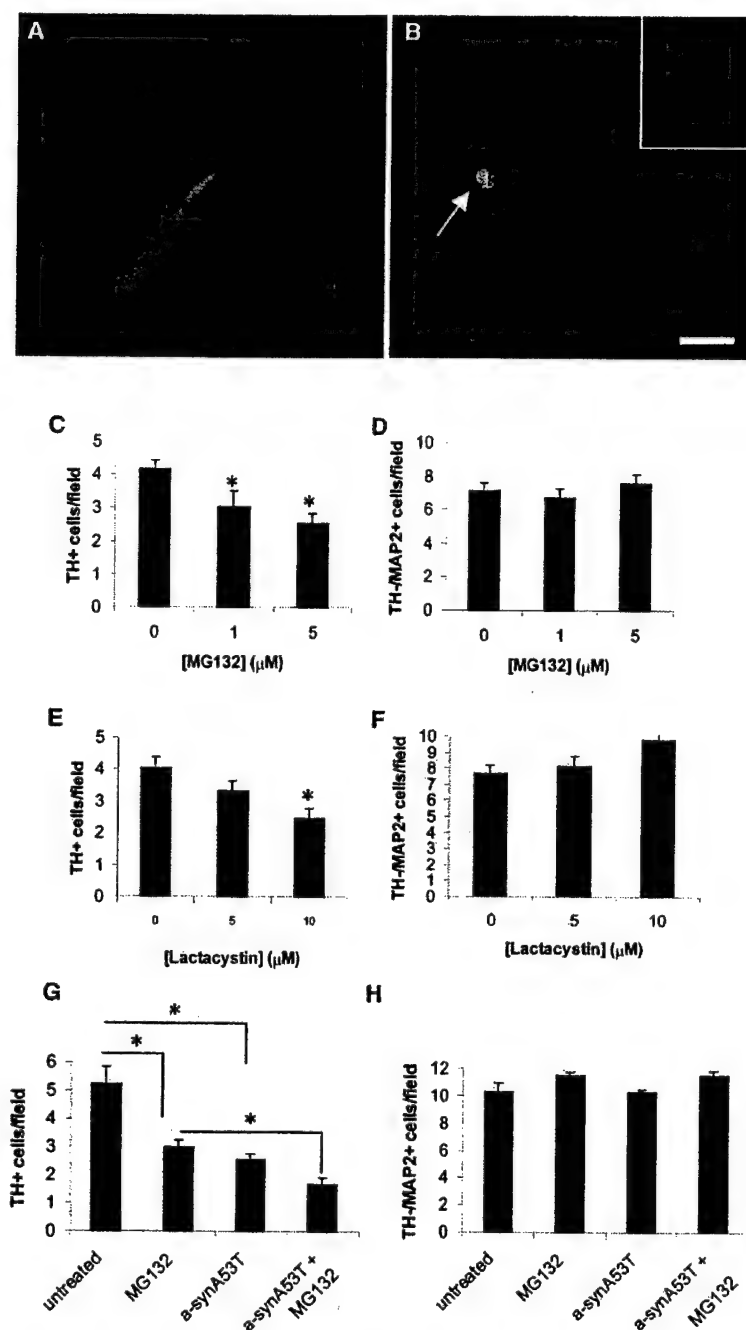 A
B
C
TH+ cells/field
5
4
3
2
1
0
0 1 5
[MG132] (μM)
D
TH-/MAP2+ cells/field
10
8
6
4
2
0
0 1 5
[MG132] (μM)
E
TH+ cells/field
5
4
3
2
1
0
0 5 10
[Lactacystin] (μM)
F
TH-/MAP2+ cells/field
10
9
8
7
6
5
4
3
2
1
0
0 5 10
[Lactacystin] (μM)
G
TH+ cells/field
6
5
4
3
2
1
0
untreated
MG132
a-synA53T
a-synA53T +
MG132
H
TH-/MAP2+ cells/field
12
10
8
6
4
2
0
untreated
MG132
a-synA53T
a-synA53T +
MG132